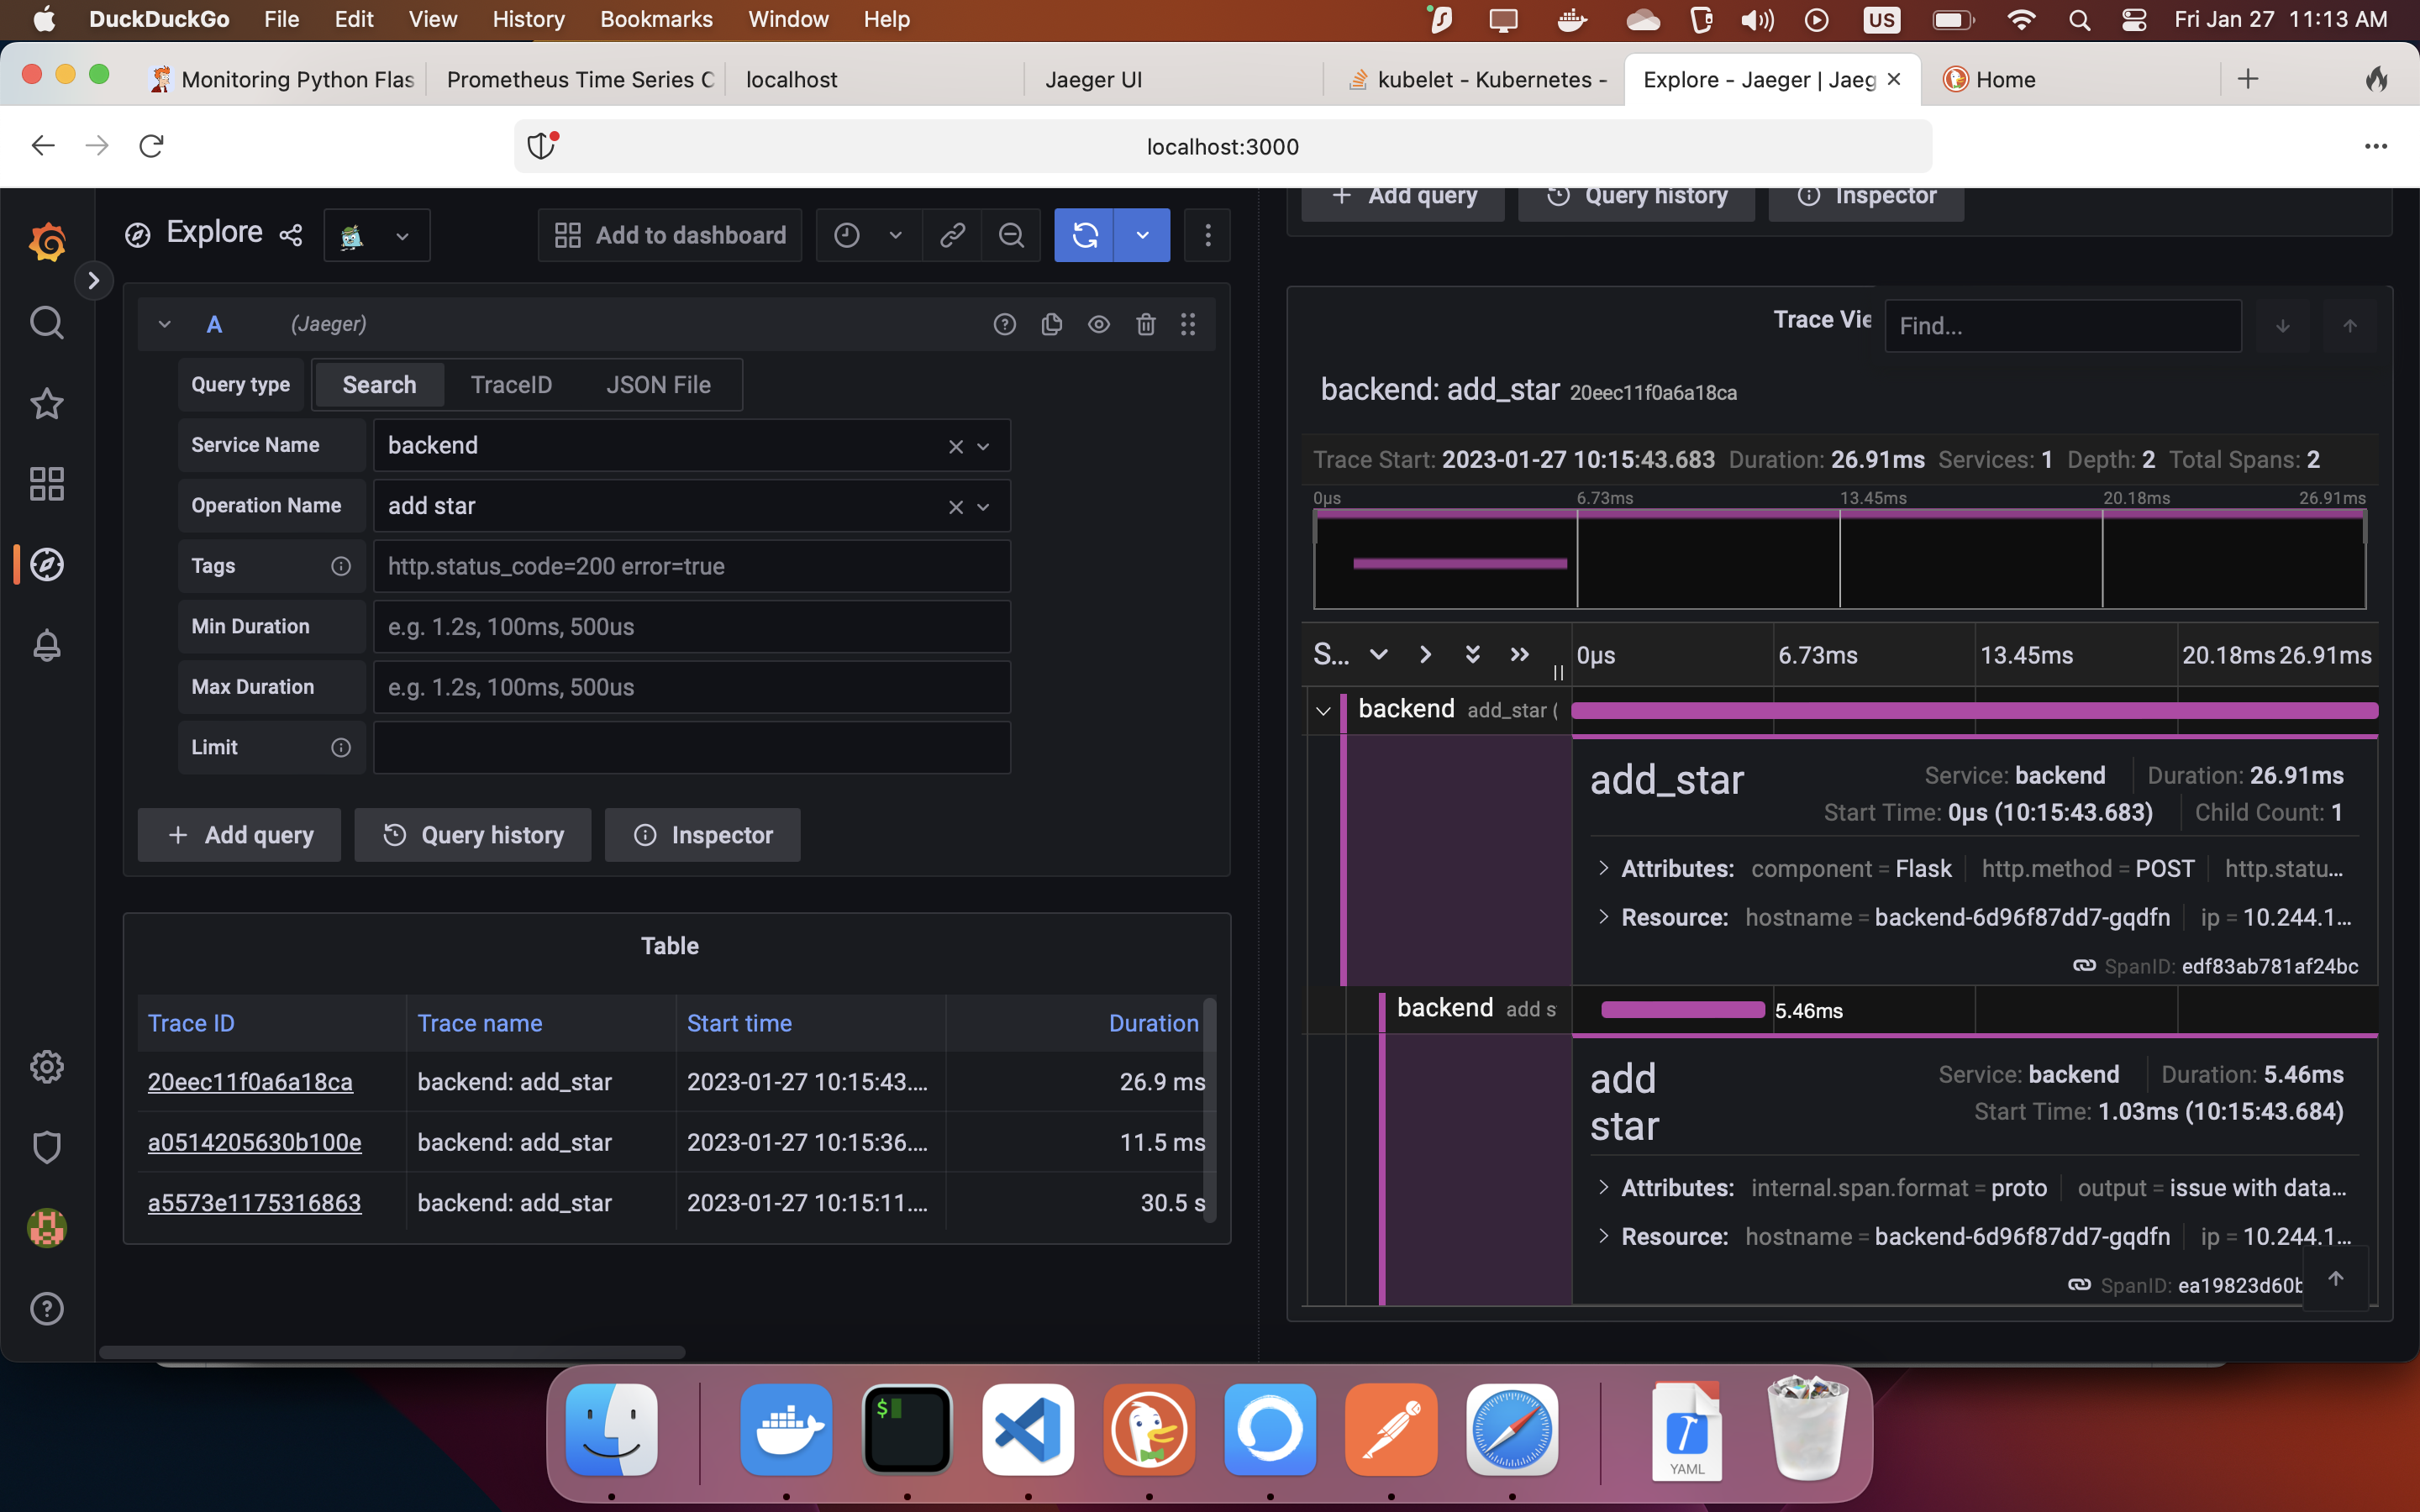 DuckDuckGo File Edit View History Bookmarks Window Help US Fri Jan 27 11:13 AM
Monitoring Python Flas Prometheus Time Series C localhost Jaeger UI kubelet - Kubernetes - Explore - Jaeger | Jaeg Home
localhost:3000
Explore Add to dashboard
A (Jaeger)
Query type Search TraceID JSON File
Service Name backend
Operation Name add star
Tags http.status_code=200 error=true
Min Duration e.g. 1.2s, 100ms, 500us
Max Duration e.g. 1.2s, 100ms, 500us
Limit
+ Add query Query history Inspector
Table
Trace ID Trace name Start time Duration
20eec11f0a6a18ca backend: add_star 2023-01-27 10:15:43.... 26.9 ms
a0514205630b100e backend: add_star 2023-01-27 10:15:36.... 11.5 ms
a5573e1175316863 backend: add_star 2023-01-27 10:15:11.... 30.5 s
+ Add query Query history Inspector
Trace Vie Find...
backend: add_star 20eec11f0a6a18ca
Trace Start: 2023-01-27 10:15:43.683 Duration: 26.91ms Services: 1 Depth: 2 Total Spans: 2
0μs 6.73ms 13.45ms 20.18ms 26.91ms
S... 0μs 6.73ms 13.45ms 20.18ms 26.91ms
backend add_star (
add_star Service: backend Duration: 26.91ms
Start Time: 0μs (10:15:43.683) Child Count: 1
Attributes: component = Flask http.method = POST http.statu...
Resource: hostname = backend-6d96f87dd7-gqdfn ip = 10.244.1...
SpanID: edf83ab781af24bc
backend add s 5.46ms
add Service: backend Duration: 5.46ms
star Start Time: 1.03ms (10:15:43.684)
Attributes: internal.span.format = proto output = issue with data...
Resource: hostname = backend-6d96f87dd7-gqdfn ip = 10.244.1...
SpanID: ea19823d60b
$
YAML